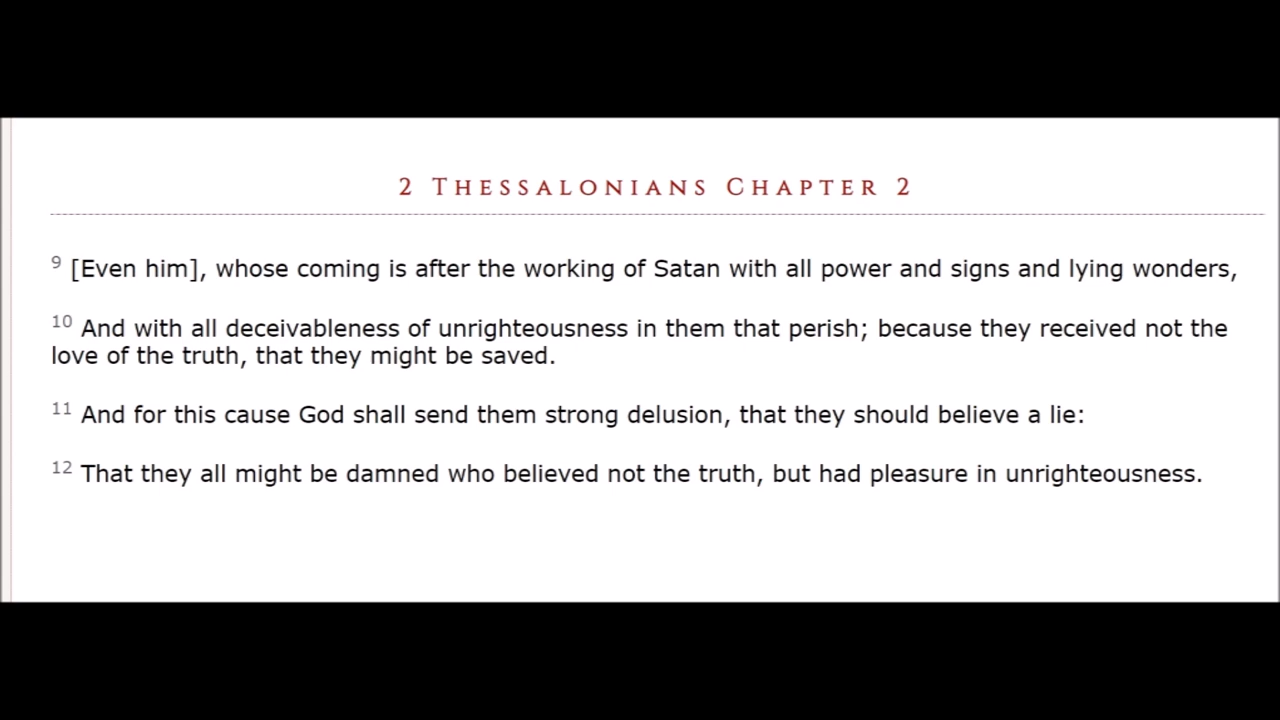 2 Thessalonians Chapter 2
9 [Even him], whose coming is after the working of Satan with all power and signs and lying wonders,
10 And with all deceivableness of unrighteousness in them that perish; because they received not the
love of the truth, that they might be saved.
11 And for this cause God shall send them strong delusion, that they should believe a lie:
12 That they all might be damned who believed not the truth, but had pleasure in unrighteousness.